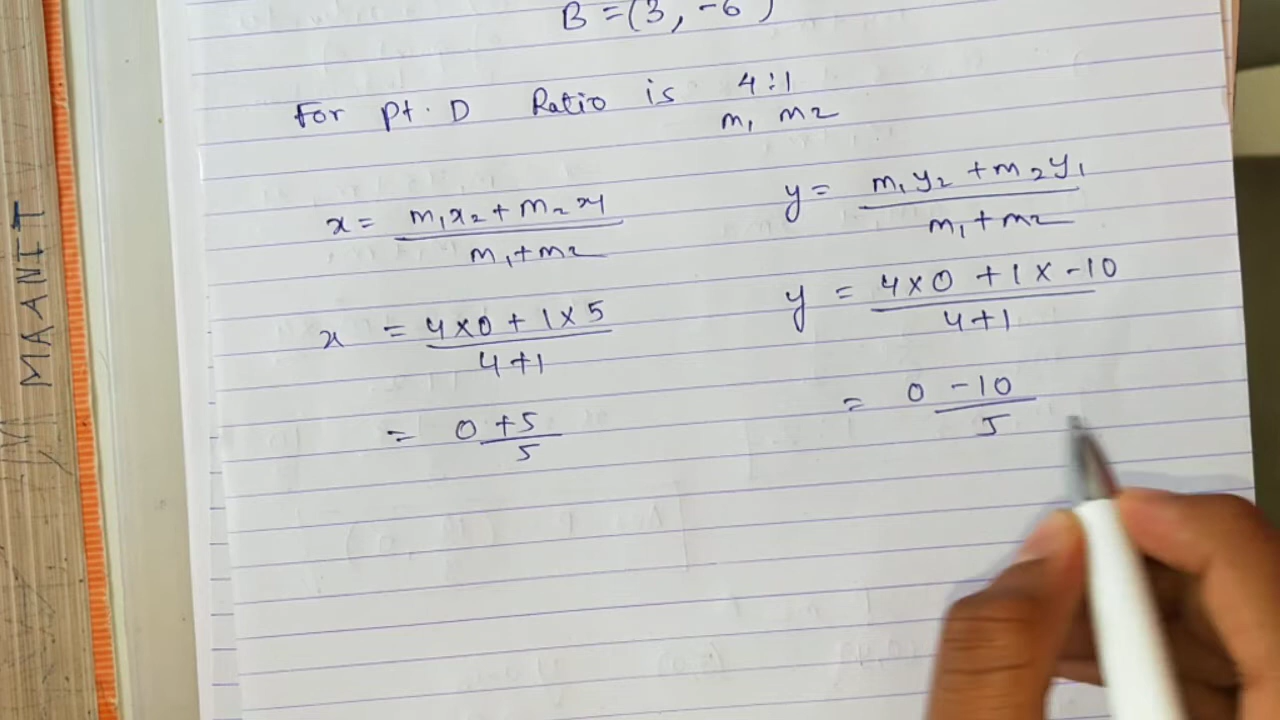 B = (3, -6)
For pt. D Ratio is 4:1
m1 m2
x = m1x2 + m2x1 / m1+m2
y = m1y2 + m2y1 / m1+m2
x = 4×0 + 1×5 / 4+1
y = 4×0 + 1×-10 / 4+1
= 0+5 / 5
= 0-10 / 5
MAANIT